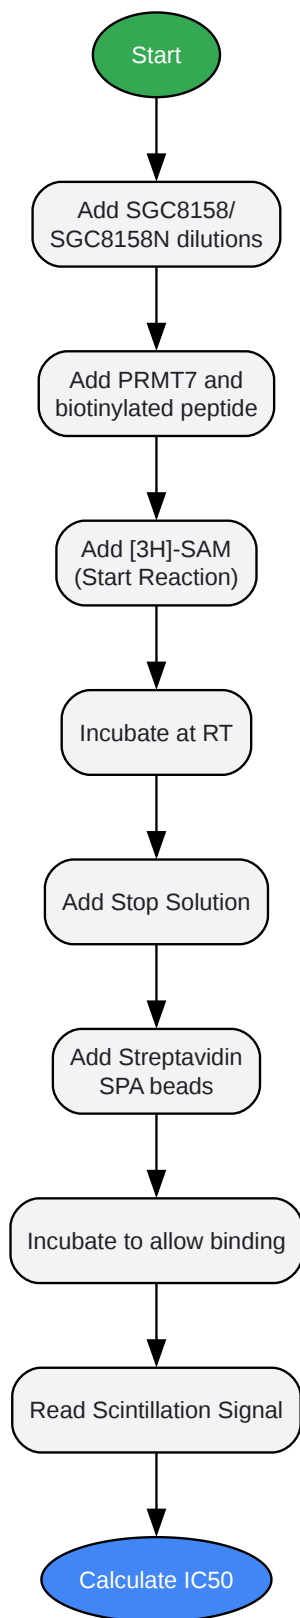 Start
Add SGC8158/
SGC8158N dilutions
Add PRMT7 and
biotinylated peptide
Add [3H]-SAM
(Start Reaction)
Incubate at RT
Add Stop Solution
Add Streptavidin
SPA beads
Incubate to allow binding
Read Scintillation Signal
Calculate IC50